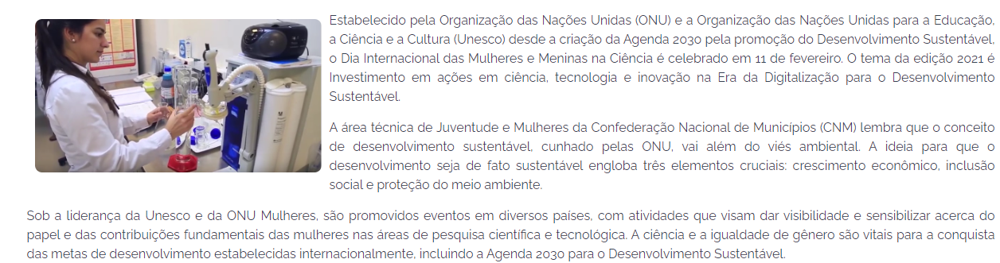 Estabelecido pela Organização das Nações Unidas (ONU) e a Organização das Nações Unidas para a Educação,
a Ciência e a Cultura (Unesco) desde a criação da Agenda 2030 pela promoção do Desenvolvimento Sustentável,
o Dia Internacional das Mulheres e Meninas na Ciência é celebrado em 11 de fevereiro. O tema da edição 2021 é
Investimento em ações em ciência, tecnologia e inovação na Era da Digitalização para o Desenvolvimento
Sustentável.
A área técnica de Juventude e Mulheres da Confederação Nacional de Municípios (CNM) lembra que o conceito
de desenvolvimento sustentável, cunhado pelas ONU, vai além do viés ambiental. A ideia para que o
desenvolvimento seja de fato sustentável engloba três elementos cruciais: crescimento econômico, inclusão
social e proteção do meio ambiente.
Sob a liderança da Unesco e da ONU Mulheres, são promovidos eventos em diversos países, com atividades que visam dar visibilidade e sensibilizar acerca do
papel e das contribuições fundamentais das mulheres nas áreas de pesquisa científica e tecnológica. A ciência e a igualdade de gênero são vitais para a conquista
das metas de desenvolvimento estabelecidas internacionalmente, incluindo a Agenda 2030 para o Desenvolvimento Sustentável.